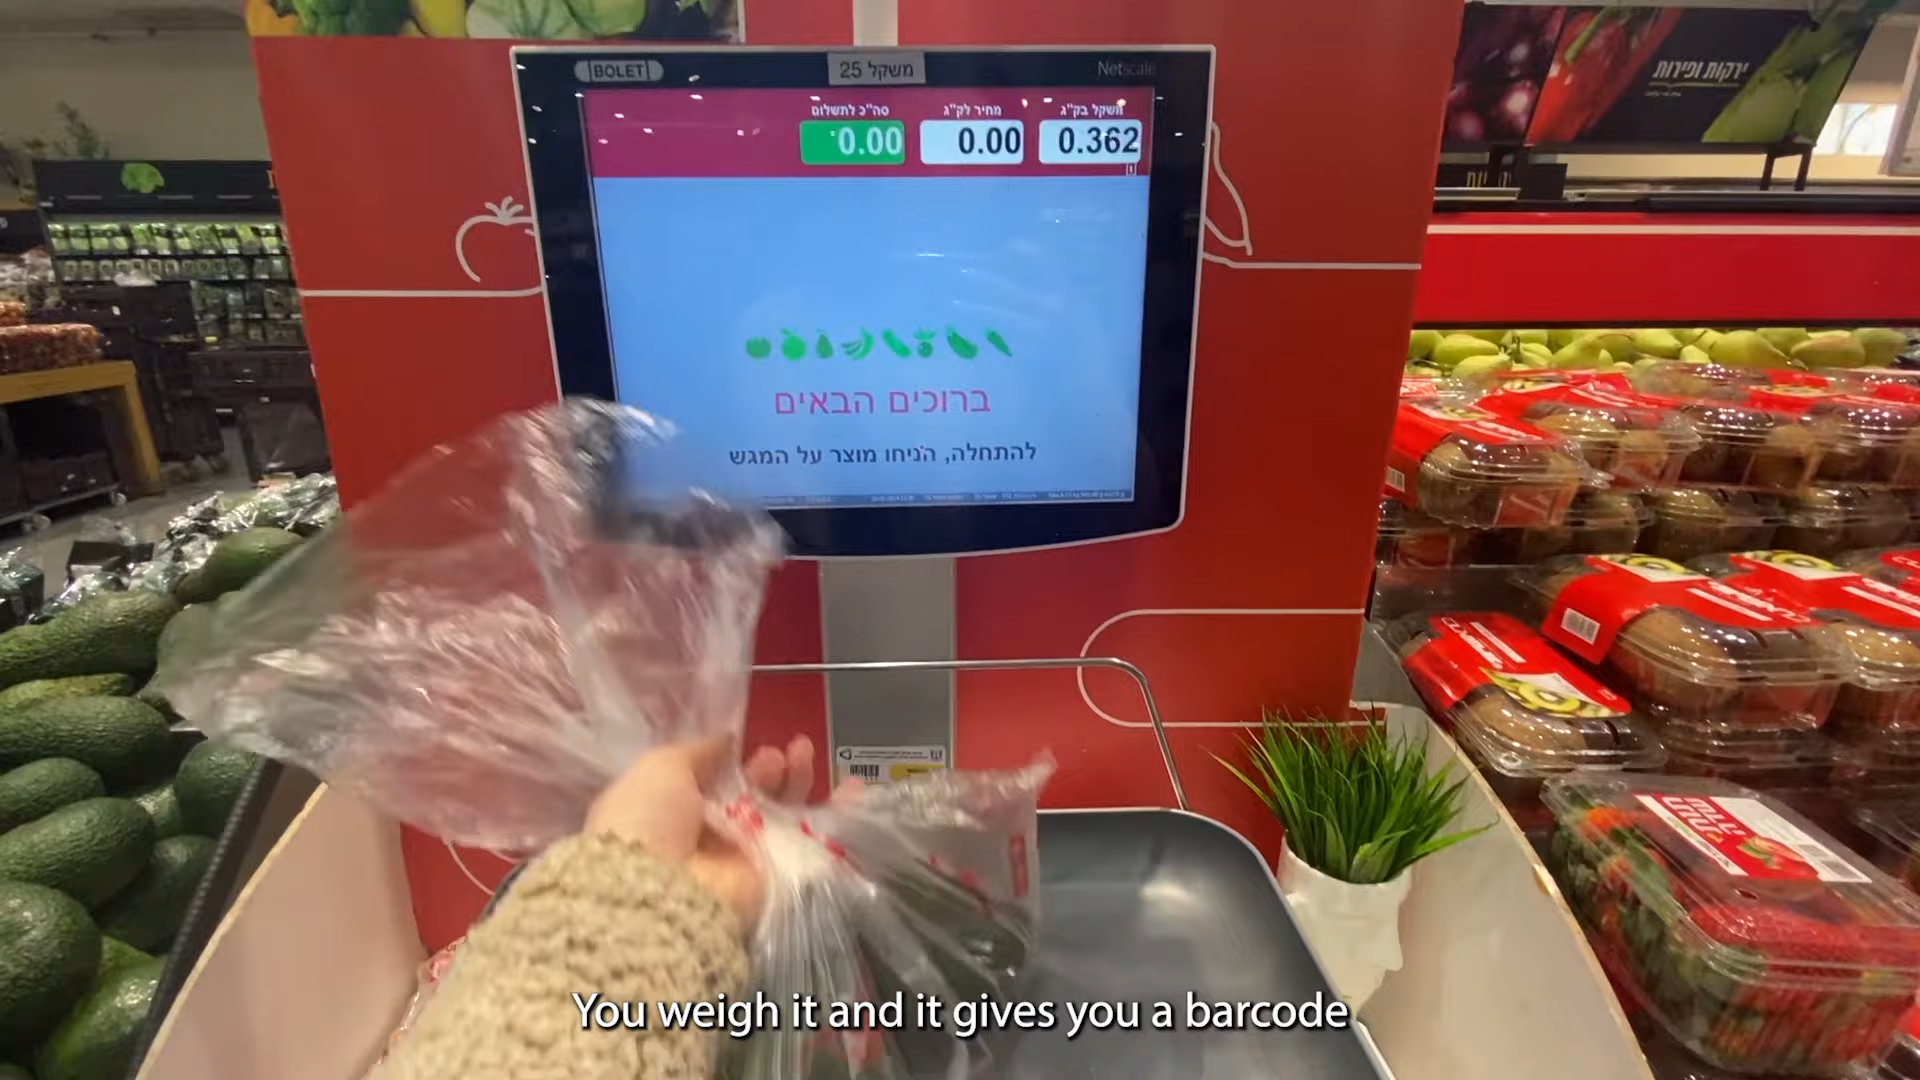 BOLET
משקל 25
Netscale
משקל בק"ג
מחיר לק"ג
סה"כ לתשלום
0.362
0.00
0.00
ירקות ופירות
ברוכים הבאים
להתחלה, הניחו מוצר על המגש
You weigh it and it gives you a barcode